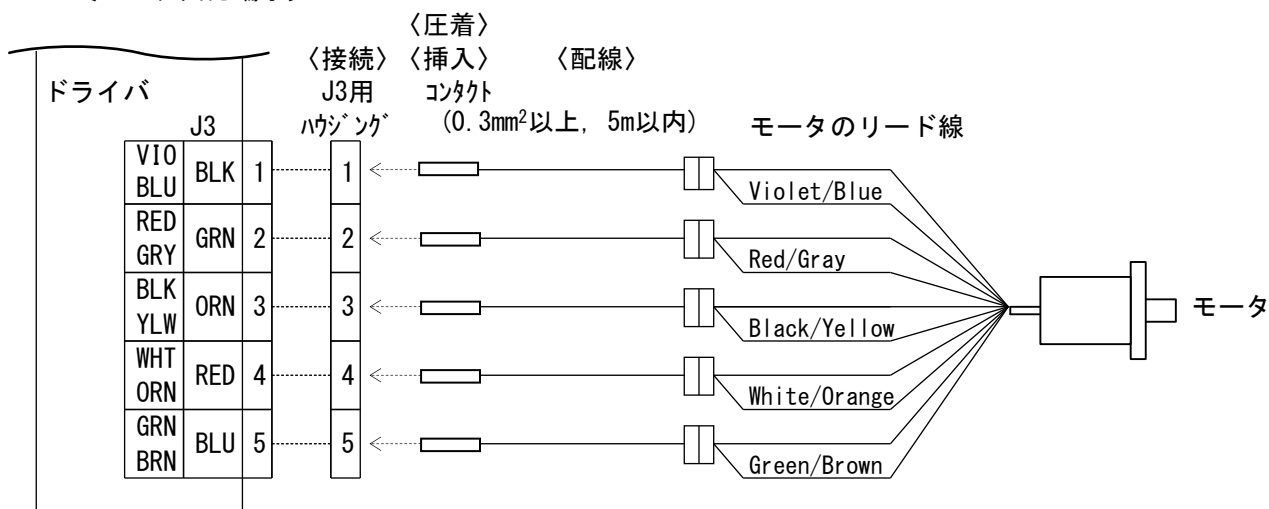 〈圧着〉
〈接続〉 〈挿入〉 〈配線〉
ドライバ J3用 コンタクト
J3 ハウジング (0.3mm²以上, 5m以内) モータのリード線
VIO
BLU BLK 1 1 Violet/Blue
RED
GRY GRN 2 2 Red/Gray
BLK
YLW ORN 3 3 Black/Yellow
モータ
WHT
ORN RED 4 4 White/Orange
GRN
BRN BLU 5 5 Green/Brown